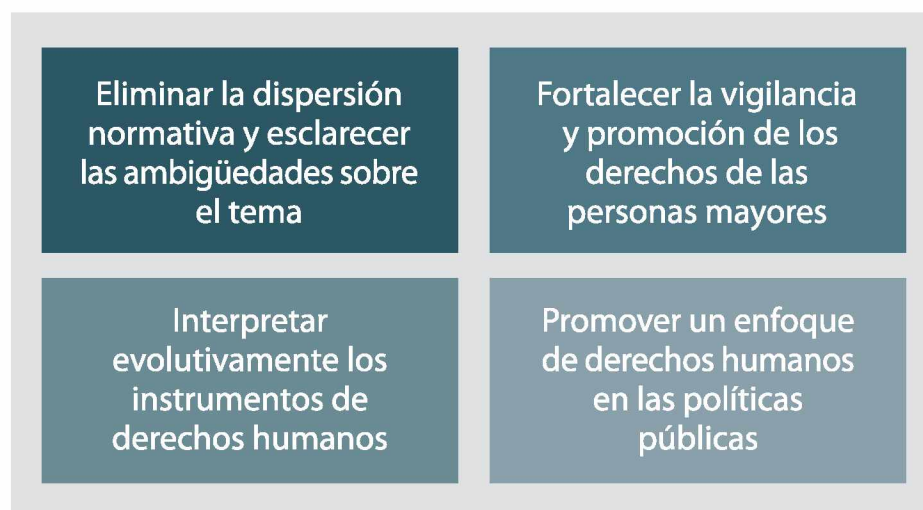 Eliminar la dispersión
normativa y esclarecer
las ambigüedades sobre
el tema
Fortalecer la vigilancia
y promoción de los
derechos de las
personas mayores
Interpretar
evolutivamente los
instrumentos de
derechos humanos
Promover un enfoque
de derechos humanos
en las políticas
públicas